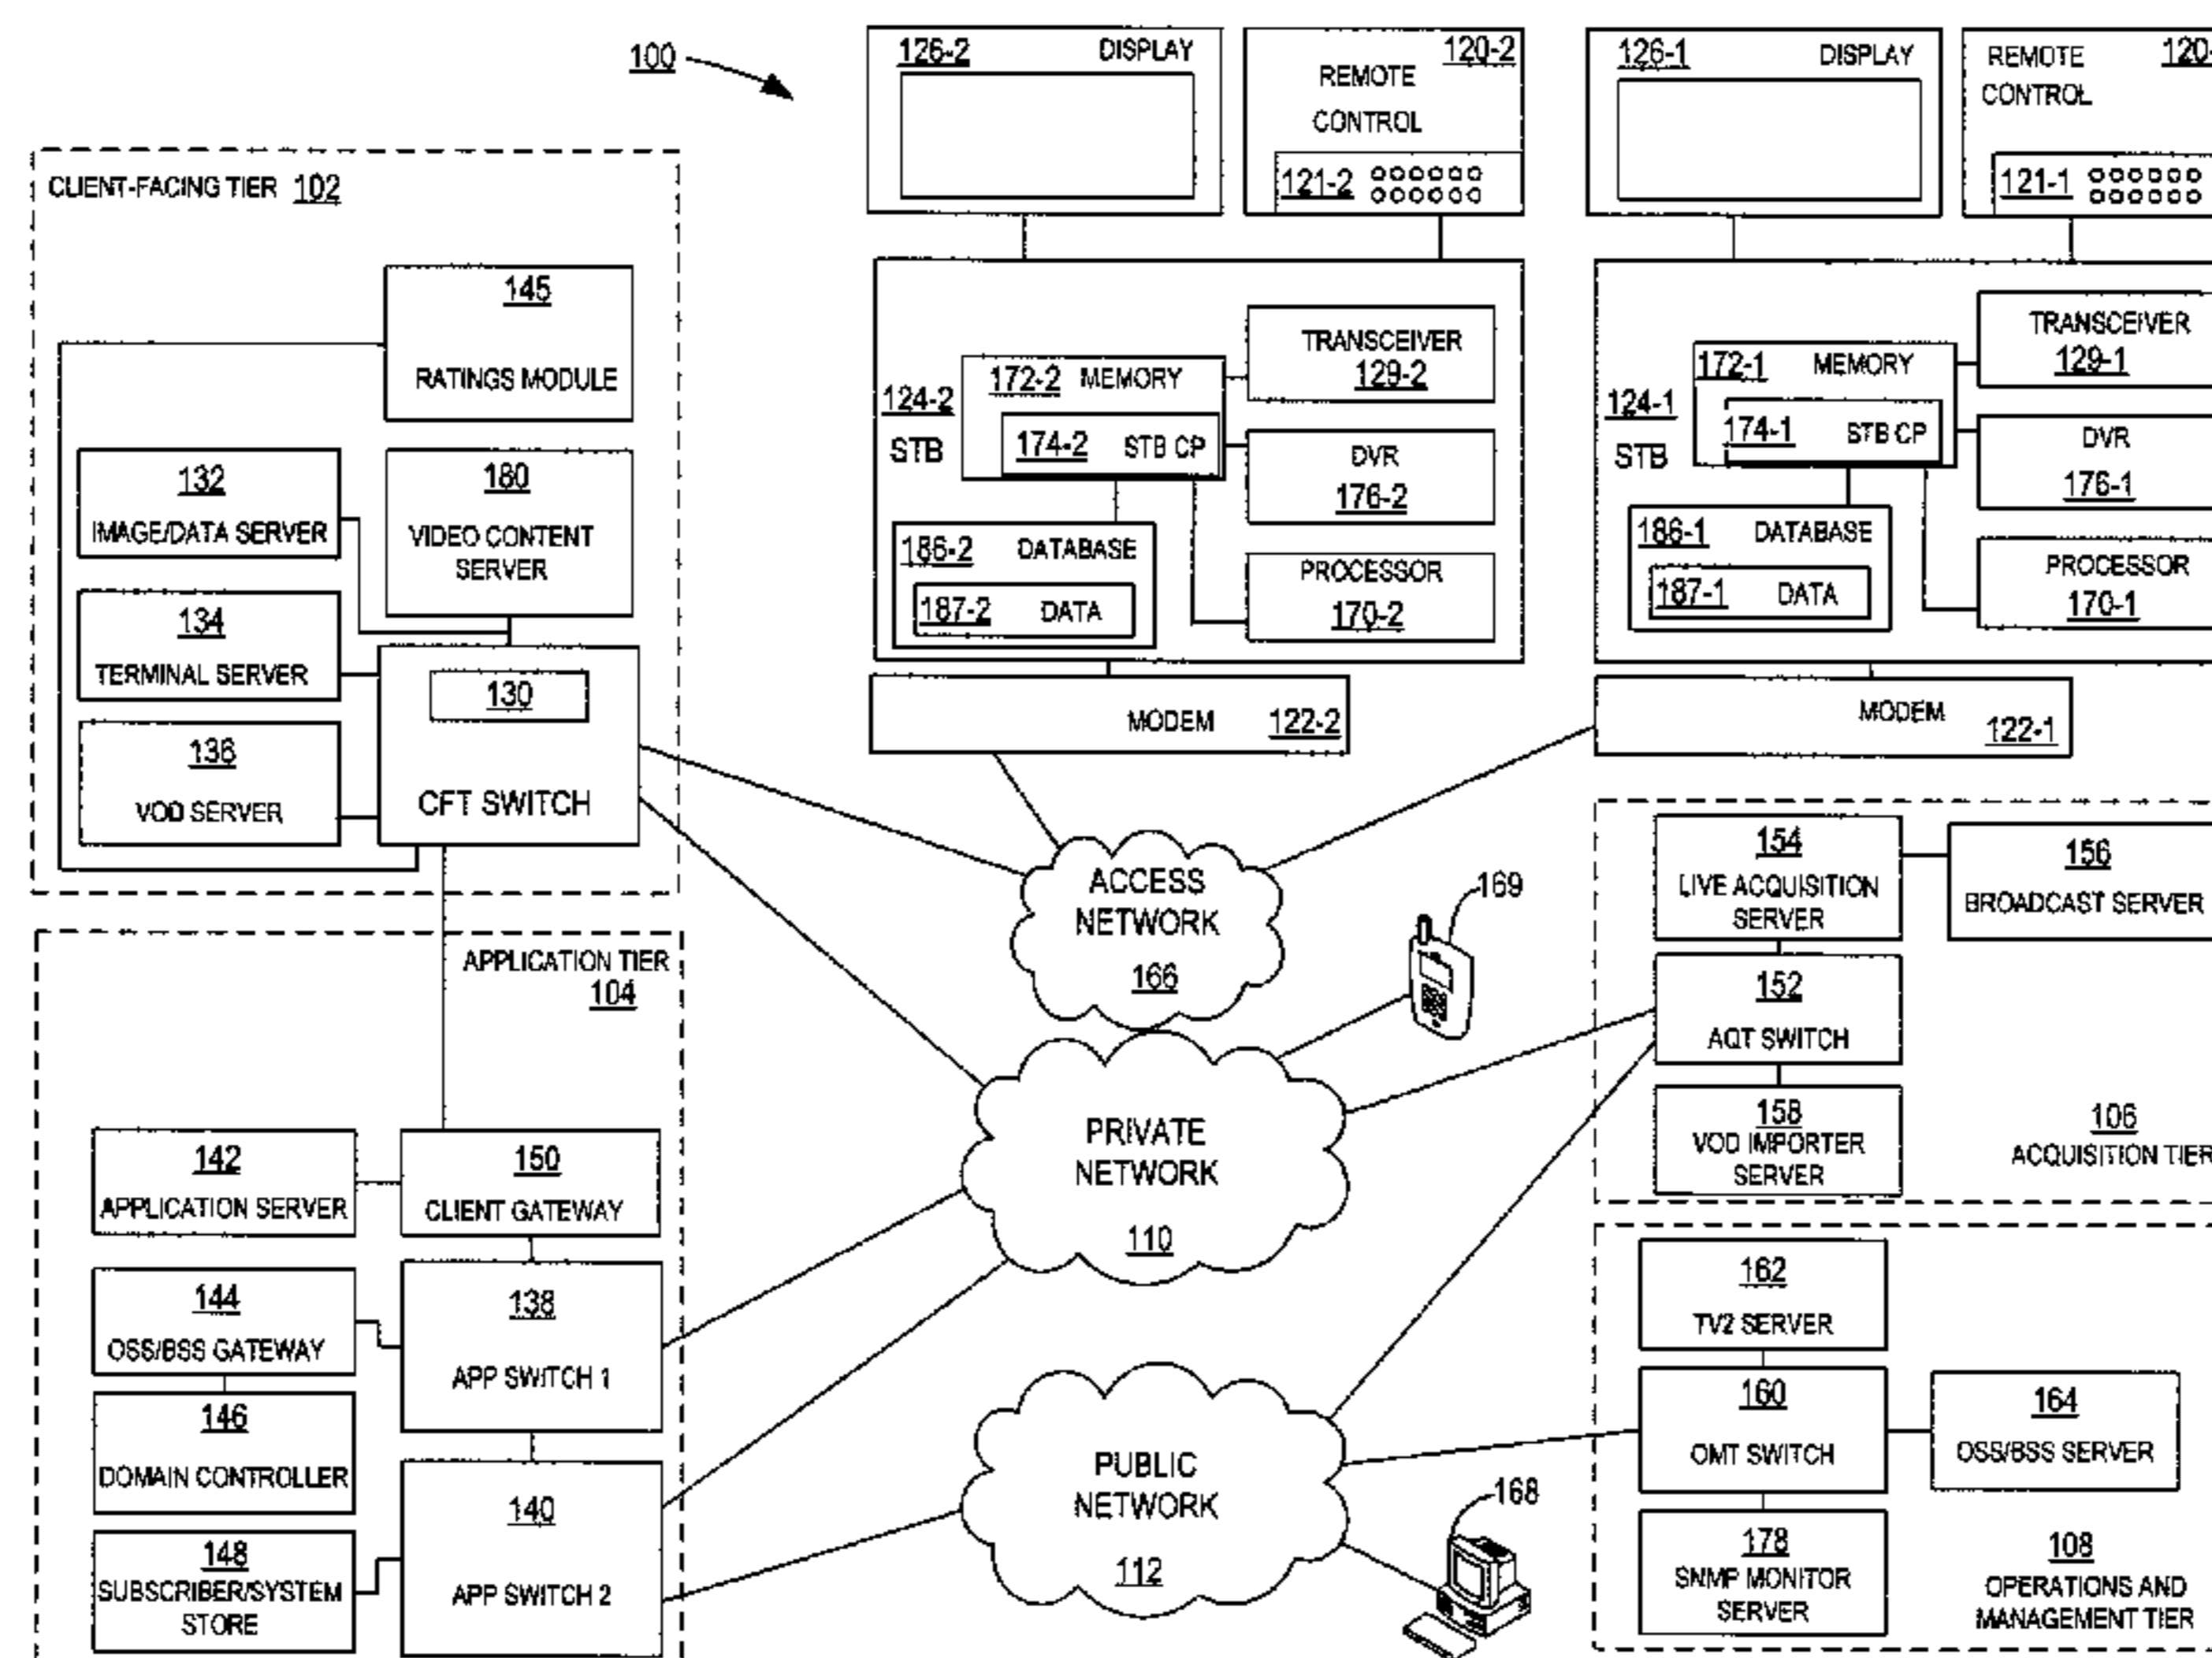 100
126-2 DISPLAY
120-2
REMOTE
CONTROL
121-2
126-1 DISPLAY
REMOTE 120-
CONTROL
121-1
CLIENT-FACING TIER 102
145
RATINGS MODULE
132
IMAGE/DATA SERVER
180
VIDEO CONTENT
SERVER
134
TERMINAL SERVER
130
CFT SWITCH
136
VOD SERVER
124-2
STB
172-2 MEMORY
174-2 STB CP
TRANSCEIVER
129-2
DVR
176-2
186-2 DATABASE
187-2 DATA
PROCESSOR
170-2
MODEM 122-2
124-1
STB
172-1 MEMORY
174-1 STB CP
TRANSCEIVER
129-1
DVR
176-1
186-1 DATABASE
187-1 DATA
PROCESSOR
170-1
MODEM 122-1
ACCESS
NETWORK
166
169
PRIVATE
NETWORK
110
PUBLIC
NETWORK
112
168
APPLICATION TIER
104
142
APPLICATION SERVER
150
CLIENT GATEWAY
144
OSS/BSS GATEWAY
138
APP SWITCH 1
146
DOMAIN CONTROLLER
140
APP SWITCH 2
148
SUBSCRIBER/SYSTEM
STORE
154
LIVE ACQUISITION
SERVER
156
BROADCAST SERVER
152
AQT SWITCH
158
VOD IMPORTER
SERVER
106
ACQUISITION TIER
162
TV2 SERVER
160
OMT SWITCH
164
OSS/BSS SERVER
178
SNMP MONITOR
SERVER
108
OPERATIONS AND
MANAGEMENT TIER